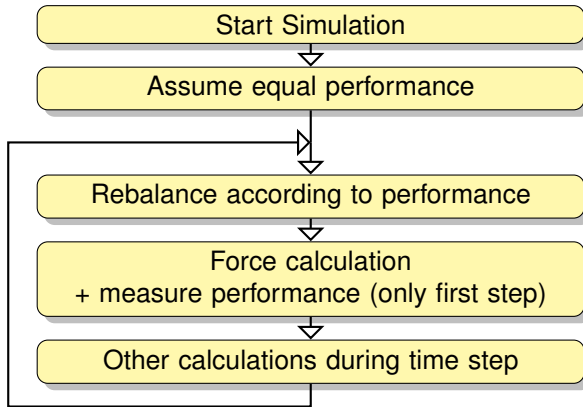 Start Simulation
Assume equal performance
Rebalance according to performance
Force calculation
+ measure performance (only first step)
Other calculations during time step